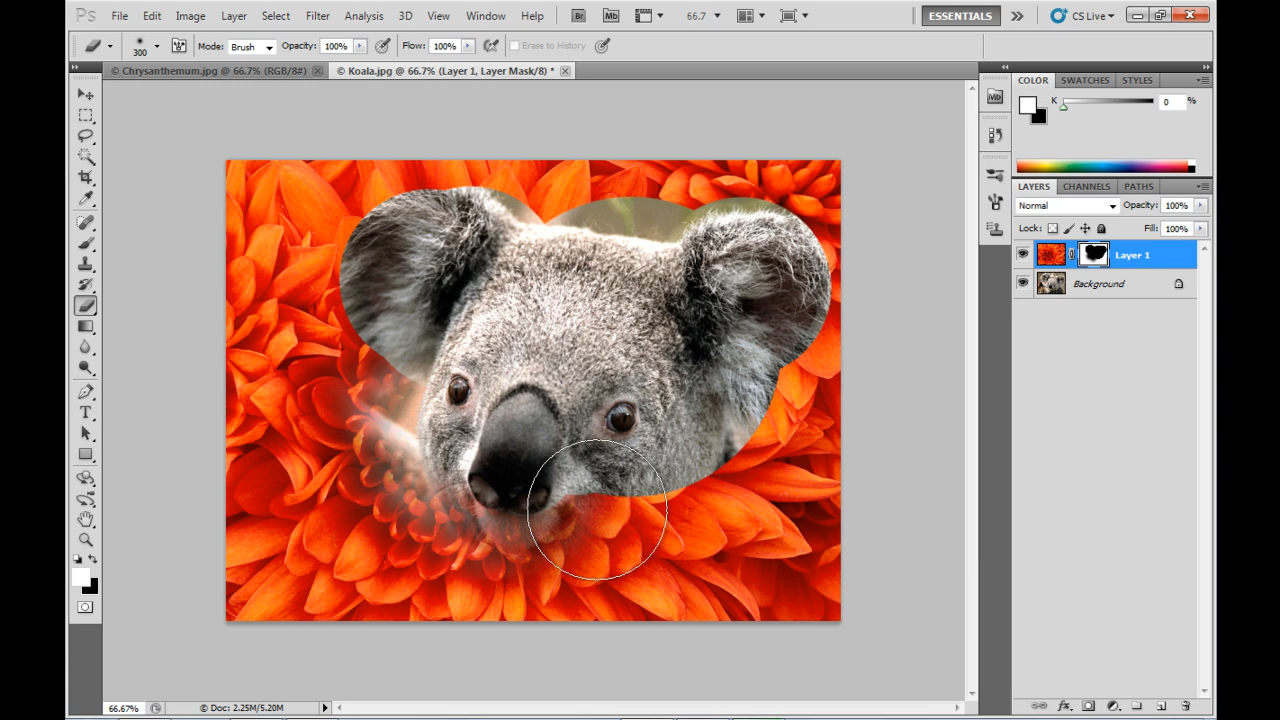 Ps File Edit Image Layer Select Filter Analysis 3D View Window Help Br Mb 66.7 ESSENTIALS CS Live
300 Mode: Brush Opacity: 100% Flow: 100% Erase to History
© Chrysanthemum.jpg @ 66.7% (RGB/8#) © Koala.jpg @ 66.7% (Layer 1, Layer Mask/8) *
COLOR SWATCHES STYLES
Mb K 0 %
LAYERS CHANNELS PATHS
Normal Opacity: 100%
Lock: Fill: 100%
Layer 1
Background
T
66.67% © Doc: 2.25M/5.20M
fx